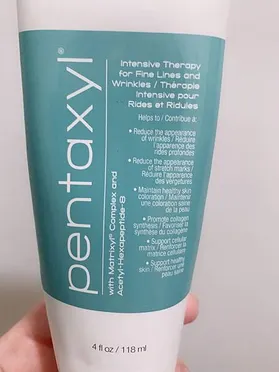 pentaxyl®
with Matrixyl® Complex and
Acetyl-Hexapeptide-8
Intensive Therapy
for Fine Lines and
Wrinkles / Thérapie
Intensive pour
Rides et Ridules
Helps to / Contribue à:
• Reduce the appearance
of wrinkles / Réduire
l'apparence des
rides profondes
• Reduce the appearance
of stretch marks /
Réduire l'apparence
des vergetures
• Maintain healthy skin
coloration / Maintenir
une coloration saine
de la peau
• Promote collagen
synthesis / Favoriser la
synthèse du collagène
• Support cellular
matrix / Renforcer la
matrice cellulaire
• Support healthy
skin / Renforcer une
peau saine
4 fl oz / 118 ml